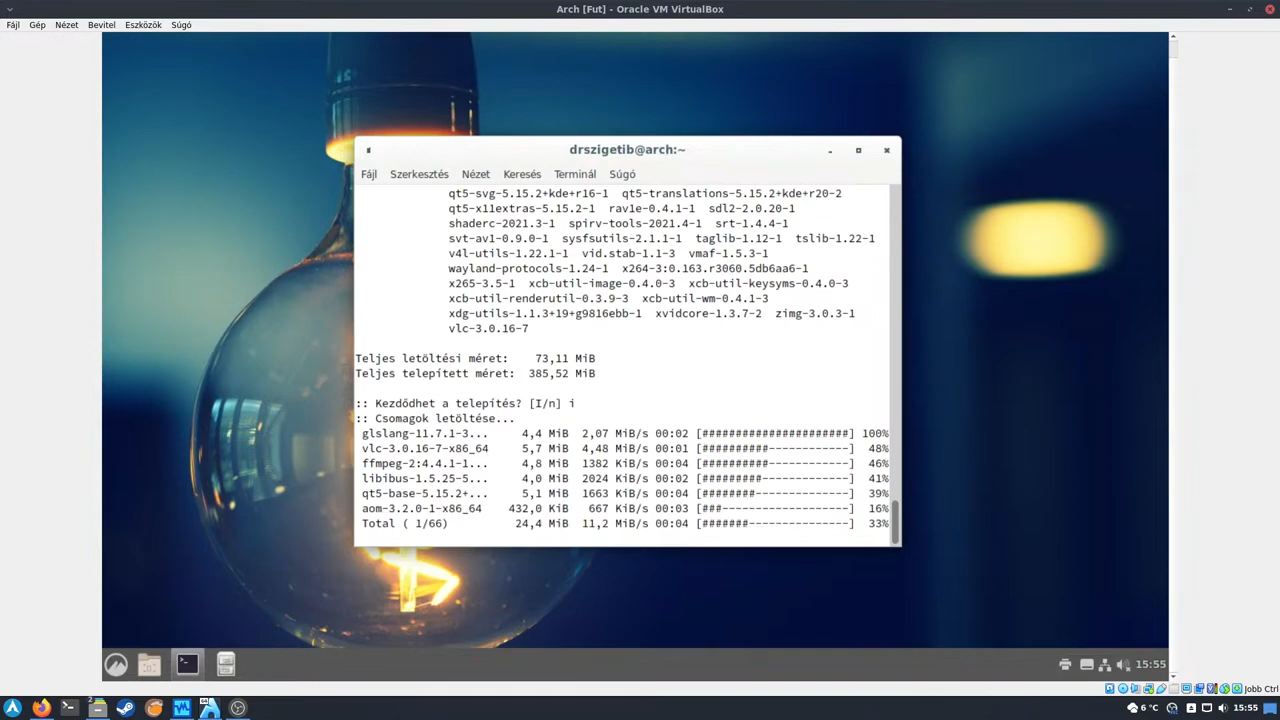 Arch [Fut] - Oracle VM VirtualBox
Fájl Gép Nézet Bevitel Eszközök Súgó
drszigetib@arch:~
Fájl Szerkesztés Nézet Keresés Terminál Súgó
qt5-svg-5.15.2+kde+r16-1 qt5-translations-5.15.2+kde+r20-2
qt5-x11extras-5.15.2-1 rav1e-0.4.1-1 sdl2-2.0.20-1
shaderc-2021.3-1 spirv-tools-2021.4-1 srt-1.4.4-1
svt-av1-0.9.0-1 sysfsutils-2.1.1-1 taglib-1.12-1 tslib-1.22-1
v4l-utils-1.22.1-1 vid.stab-1.1-3 vmaf-1.5.3-1
wayland-protocols-1.24-1 x264-3:0.163.r3060.5db6aa6-1
x265-3.5-1 xcb-util-image-0.4.0-3 xcb-util-keysyms-0.4.0-3
xcb-util-renderutil-0.3.9-3 xcb-util-wm-0.4.1-3
xdg-utils-1.1.3+19+g9816ebb-1 xvidcore-1.3.7-2 zimg-3.0.3-1
vlc-3.0.16-7
Teljes letöltési méret: 73,11 MiB
Teljes telepített méret: 385,52 MiB
:: Kezdődhet a telepítés? [I/n] i
:: Csomagok letöltése...
glslang-11.7.1-3... 4,4 MiB 2,07 MiB/s 00:02 [######################] 100%
vlc-3.0.16-7-x86_64 5,7 MiB 4,48 MiB/s 00:01 [##########------------] 48%
ffmpeg-2:4.4.1-1... 4,8 MiB 1382 KiB/s 00:04 [##########------------] 46%
libibus-1.5.25-5... 4,0 MiB 2024 KiB/s 00:02 [#########-------------] 41%
qt5-base-5.15.2+... 5,1 MiB 1663 KiB/s 00:04 [########--------------] 39%
aom-3.2.0-1-x86_64 432,0 KiB 667 KiB/s 00:03 [###-------------------] 16%
Total ( 1/66) 24,4 MiB 11,2 MiB/s 00:04 [#######---------------] 33%
15:55
Jobb Ctrl
6 °C 15:55